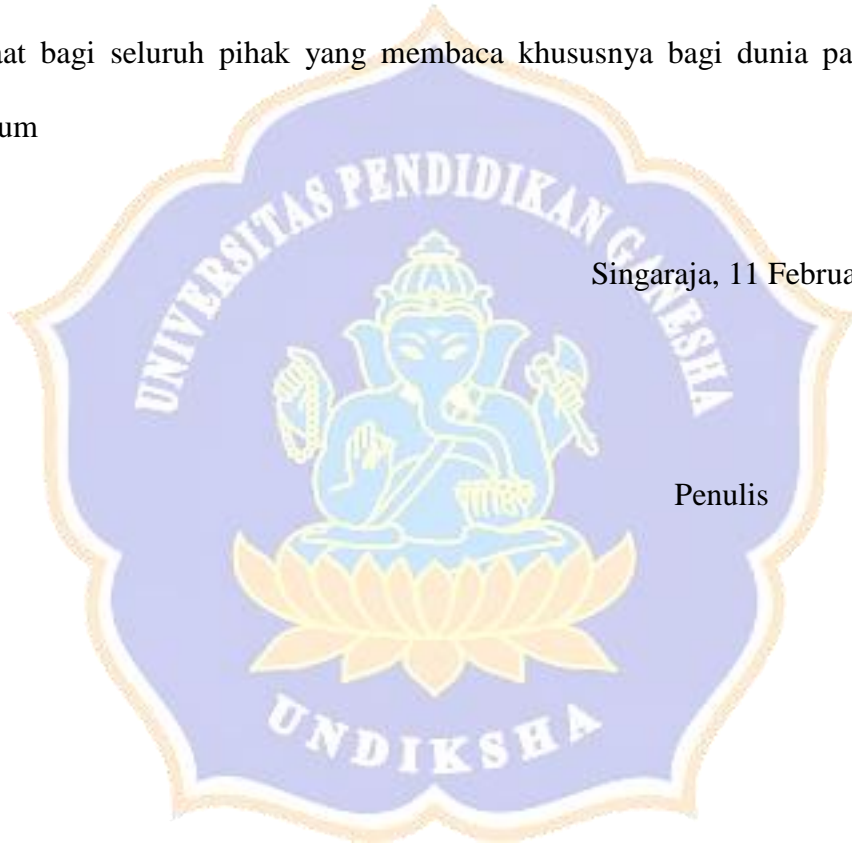 at bagi seluruh pihak yang membaca khususnya bagi dunia pa
um
UNIVERSITAS PENDIDIKAN GANESHA
Singaraja, 11 Februa
Penulis
UNDIKSHA